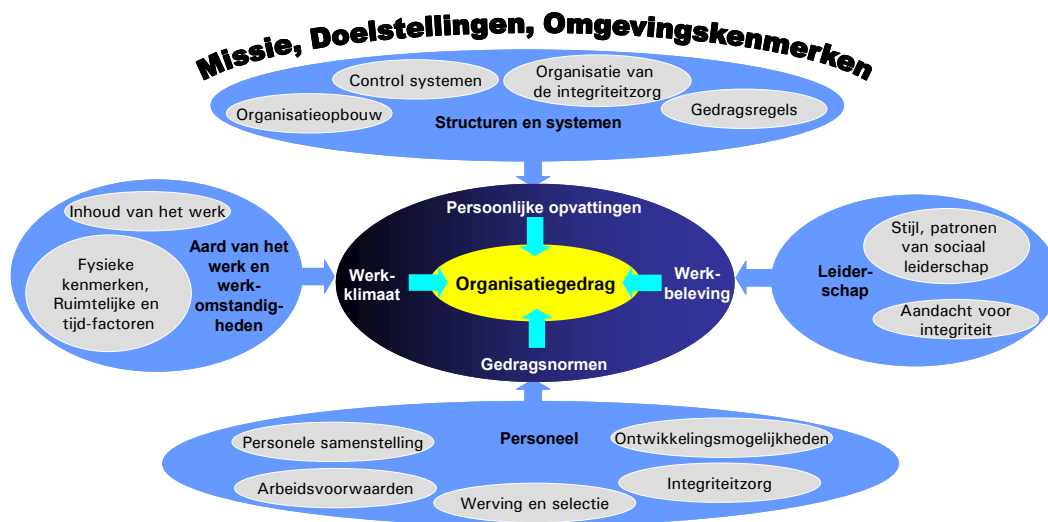 Missie, Doelstellingen, Omgevingskenmerken
Control systemen
Organisatie van
de integriteitzorg
Organisatieopbouw
Gedragsregels
Structuren en systemen
Inhoud van het werk
Fysieke
kenmerken,
Ruimtelijke en
tijd-factoren
Aard van het
werk en
werk-
omstandig-
heden
Persoonlijke opvattingen
Werk-
klimaat
Organisatiegedrag
Werk-
beleving
Gedragsnormen
Leider-
schap
Stijl, patronen
van sociaal
leiderschap
Aandacht voor
integriteit
Personeel
Personele samenstelling
Ontwikkelingsmogelijkheden
Arbeidsvoorwaarden
Werving en selectie
Integriteitzorg